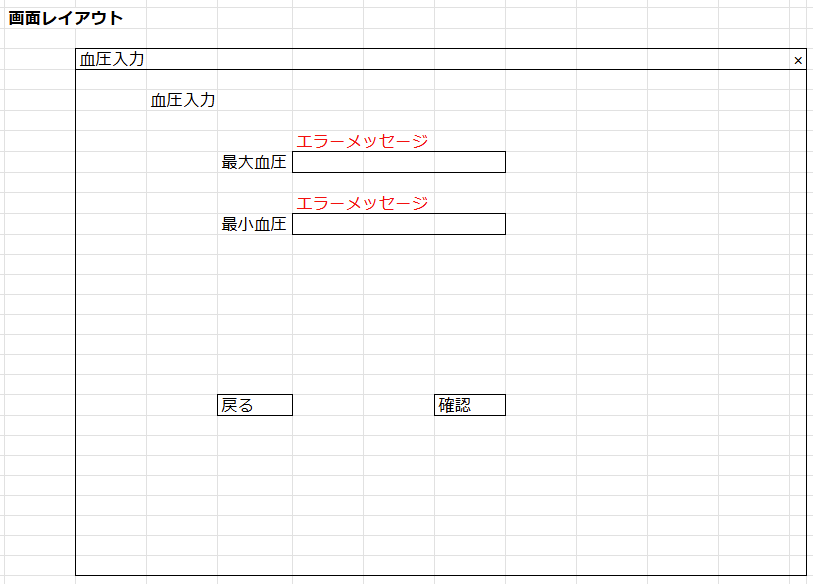 画面レイアウト
血圧入力 ×
血圧入力
エラーメッセージ
最大血圧
エラーメッセージ
最小血圧
戻る 確認